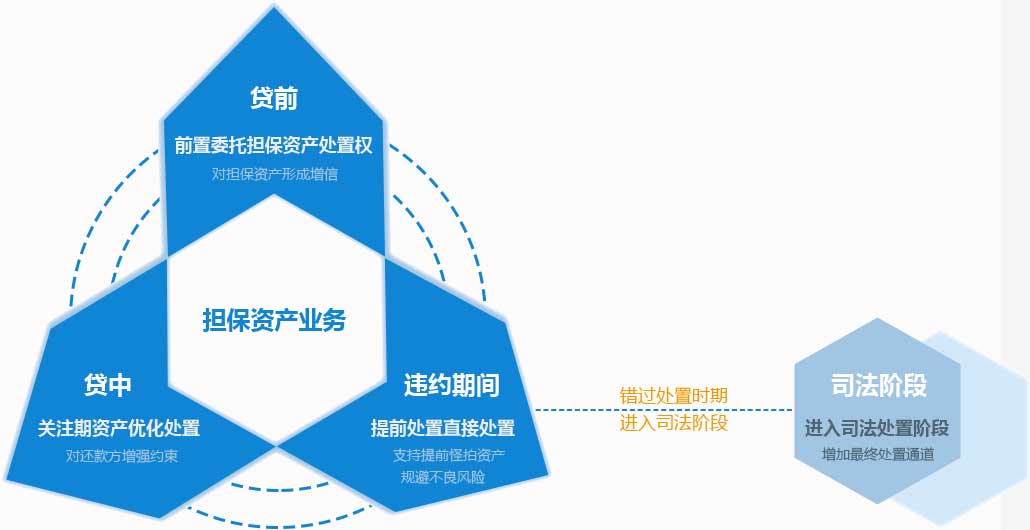 贷前
前置委托担保资产处置权
对担保资产形成增信
担保资产业务
贷中
关注期资产优化处置
对还款方增强约束
违约期间
提前处置直接处置
支持提前怪拍资产
规避不良风险
错过处置时期
进入司法阶段
司法阶段
进入司法处置阶段
增加最终处置通道